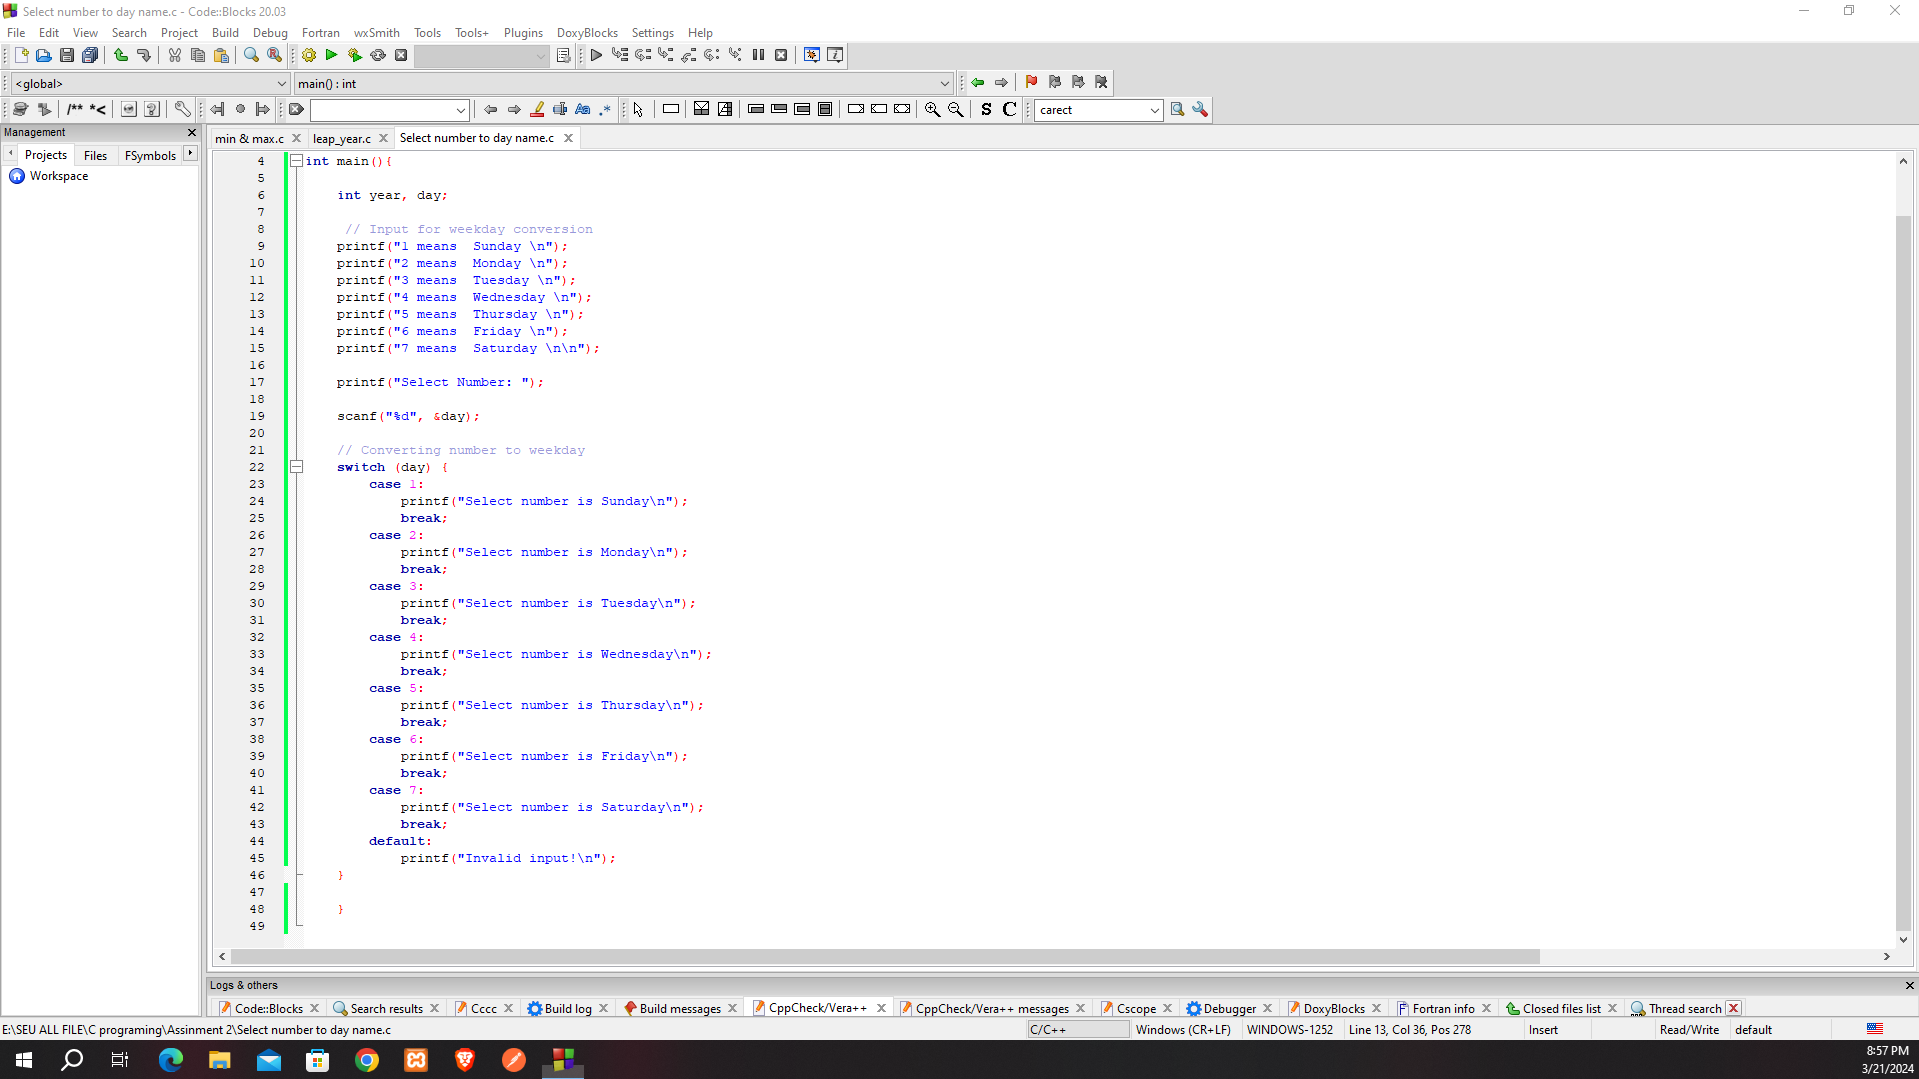 Select number to day name.c - Code::Blocks 20.03
File Edit View Search Project Build Debug Fortran wxSmith Tools Tools+ Plugins DoxyBlocks Settings Help
<global> main() : int
/** *< Aa .* S C carect
Management
min & max.c leap_year.c Select number to day name.c
Projects Files FSymbols
Workspace
4 int main(){
5
6 int year, day;
7
8 // Input for weekday conversion
9 printf("1 means  Sunday \n");
10 printf("2 means  Monday \n");
11 printf("3 means  Tuesday \n");
12 printf("4 means  Wednesday \n");
13 printf("5 means  Thursday \n");
14 printf("6 means  Friday \n");
15 printf("7 means  Saturday \n\n");
16
17 printf("Select Number: ");
18
19 scanf("%d", &day);
20
21 // Converting number to weekday
22 switch (day) {
23 case 1:
24 printf("Select number is Sunday\n");
25 break;
26 case 2:
27 printf("Select number is Monday\n");
28 break;
29 case 3:
30 printf("Select number is Tuesday\n");
31 break;
32 case 4:
33 printf("Select number is Wednesday\n");
34 break;
35 case 5:
36 printf("Select number is Thursday\n");
37 break;
38 case 6:
39 printf("Select number is Friday\n");
40 break;
41 case 7:
42 printf("Select number is Saturday\n");
43 break;
44 default:
45 printf("Invalid input!\n");
46 }
47
48 }
49
Logs & others
Code::Blocks Search results Cccc Build log Build messages CppCheck/Vera++ CppCheck/Vera++ messages Cscope Debugger DoxyBlocks Fortran info Closed files list Thread search
E:\SEU ALL FILE\C programing\Assinment 2\Select number to day name.c C/C++ Windows (CR+LF) WINDOWS-1252 Line 13, Col 36, Pos 278 Insert Read/Write default
8:57 PM
3/21/2024